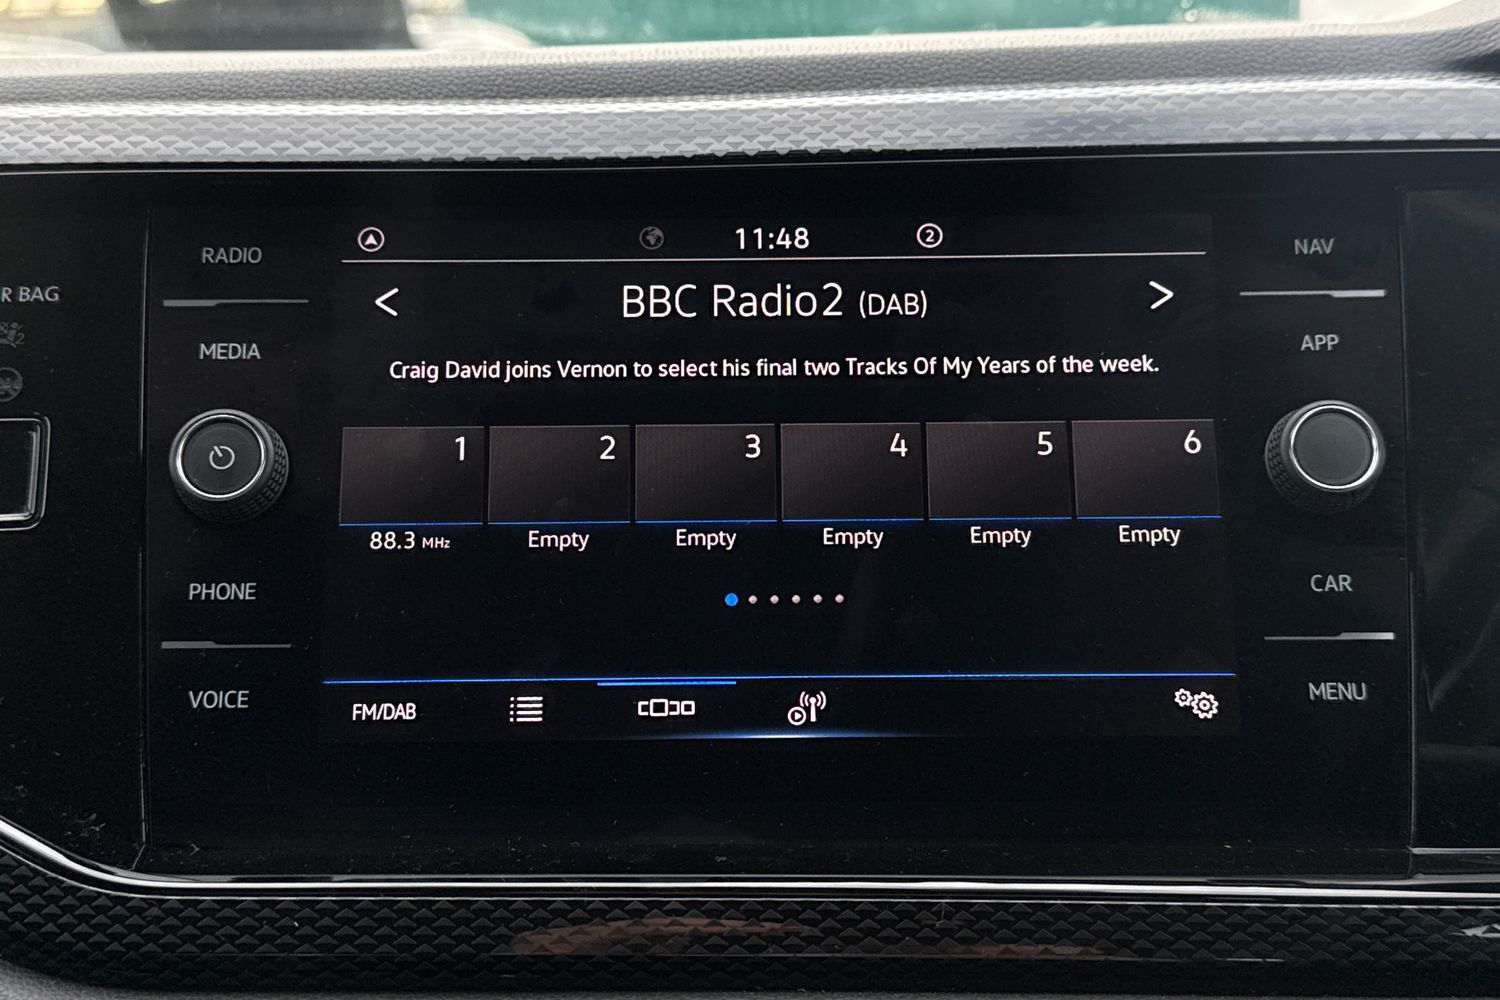 R BAG
RADIO
MEDIA
PHONE
VOICE
11:48
2
< BBC Radio2 (DAB) >
Craig David joins Vernon to select his final two Tracks Of My Years of the week.
1 2 3 4 5 6
88.3 MHz Empty Empty Empty Empty Empty
FM/DAB
NAV
APP
CAR
MENU